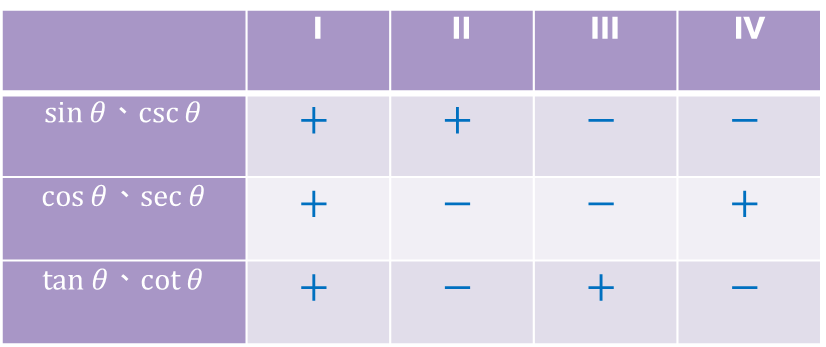 I II III IV
sin θ、csc θ + + − −
cos θ、sec θ + − − +
tan θ、cot θ + − + −